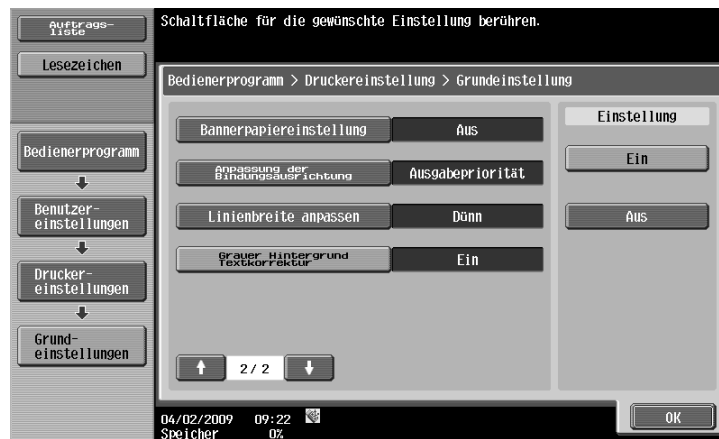 Auftrags-
liste
Schaltfläche für die gewünschte Einstellung berühren.
Lesezeichen
Bedienerprogramm > Druckereinstellung > Grundeinstellung
Bedienerprogramm
Benutzer-
einstellungen
Drucker-
einstellungen
Grund-
einstellungen
Bannerpapiereinstellung Aus
Anpassung der
Bindungsausrichtung Ausgabepriorität
Linienbreite anpassen Dünn
Grauer Hintergrund
Textkorrektur Ein
2/2
Einstellung
Ein
Aus
04/02/2009 09:22
Speicher 0%
OK